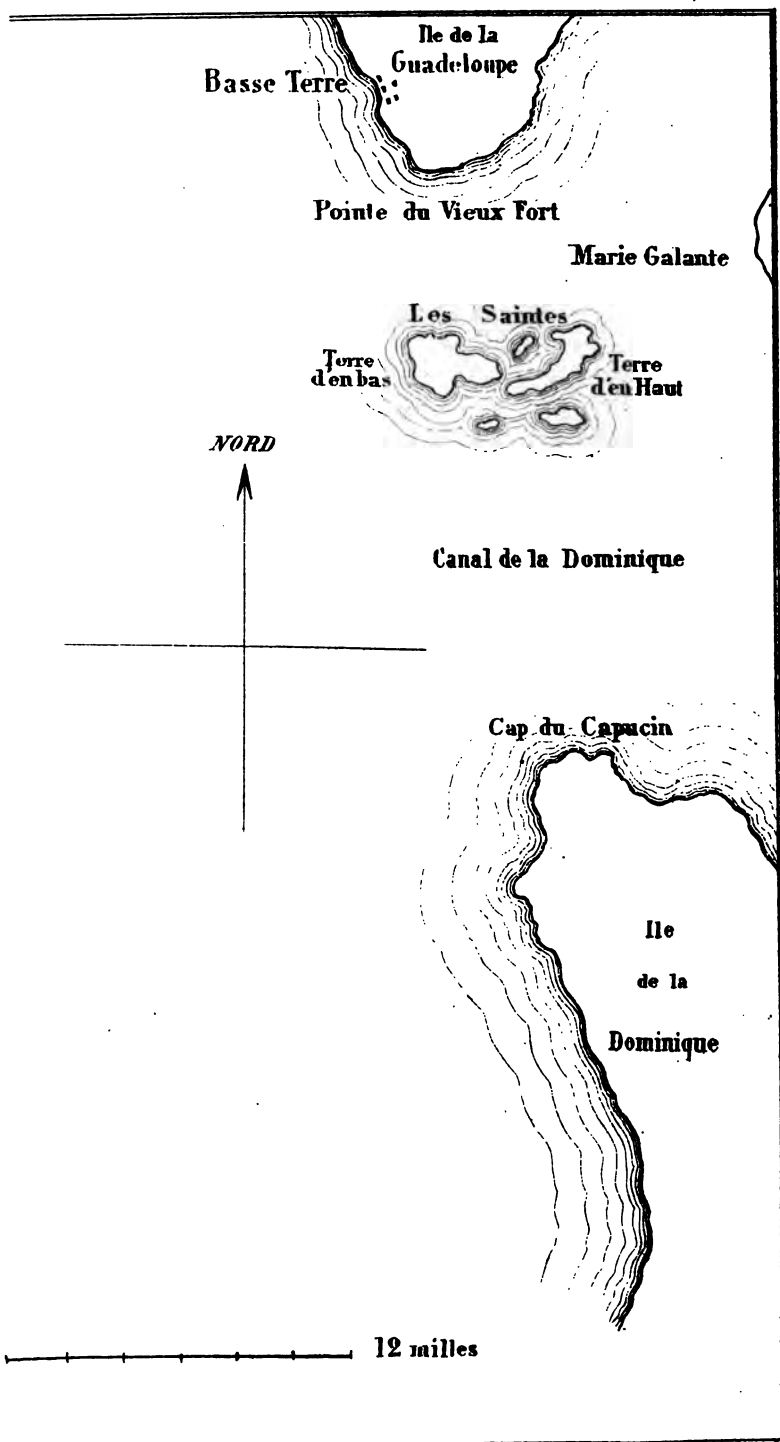 Ile de la
Guadeloupe
Basse Terre
Pointe du Vieux Fort
Marie Galante
Les Saintes
Terre
d'en bas
Terre
d'en Haut
NORD
Canal de la Dominique
Cap du Capucin
Ile
de la
Dominique
12 milles